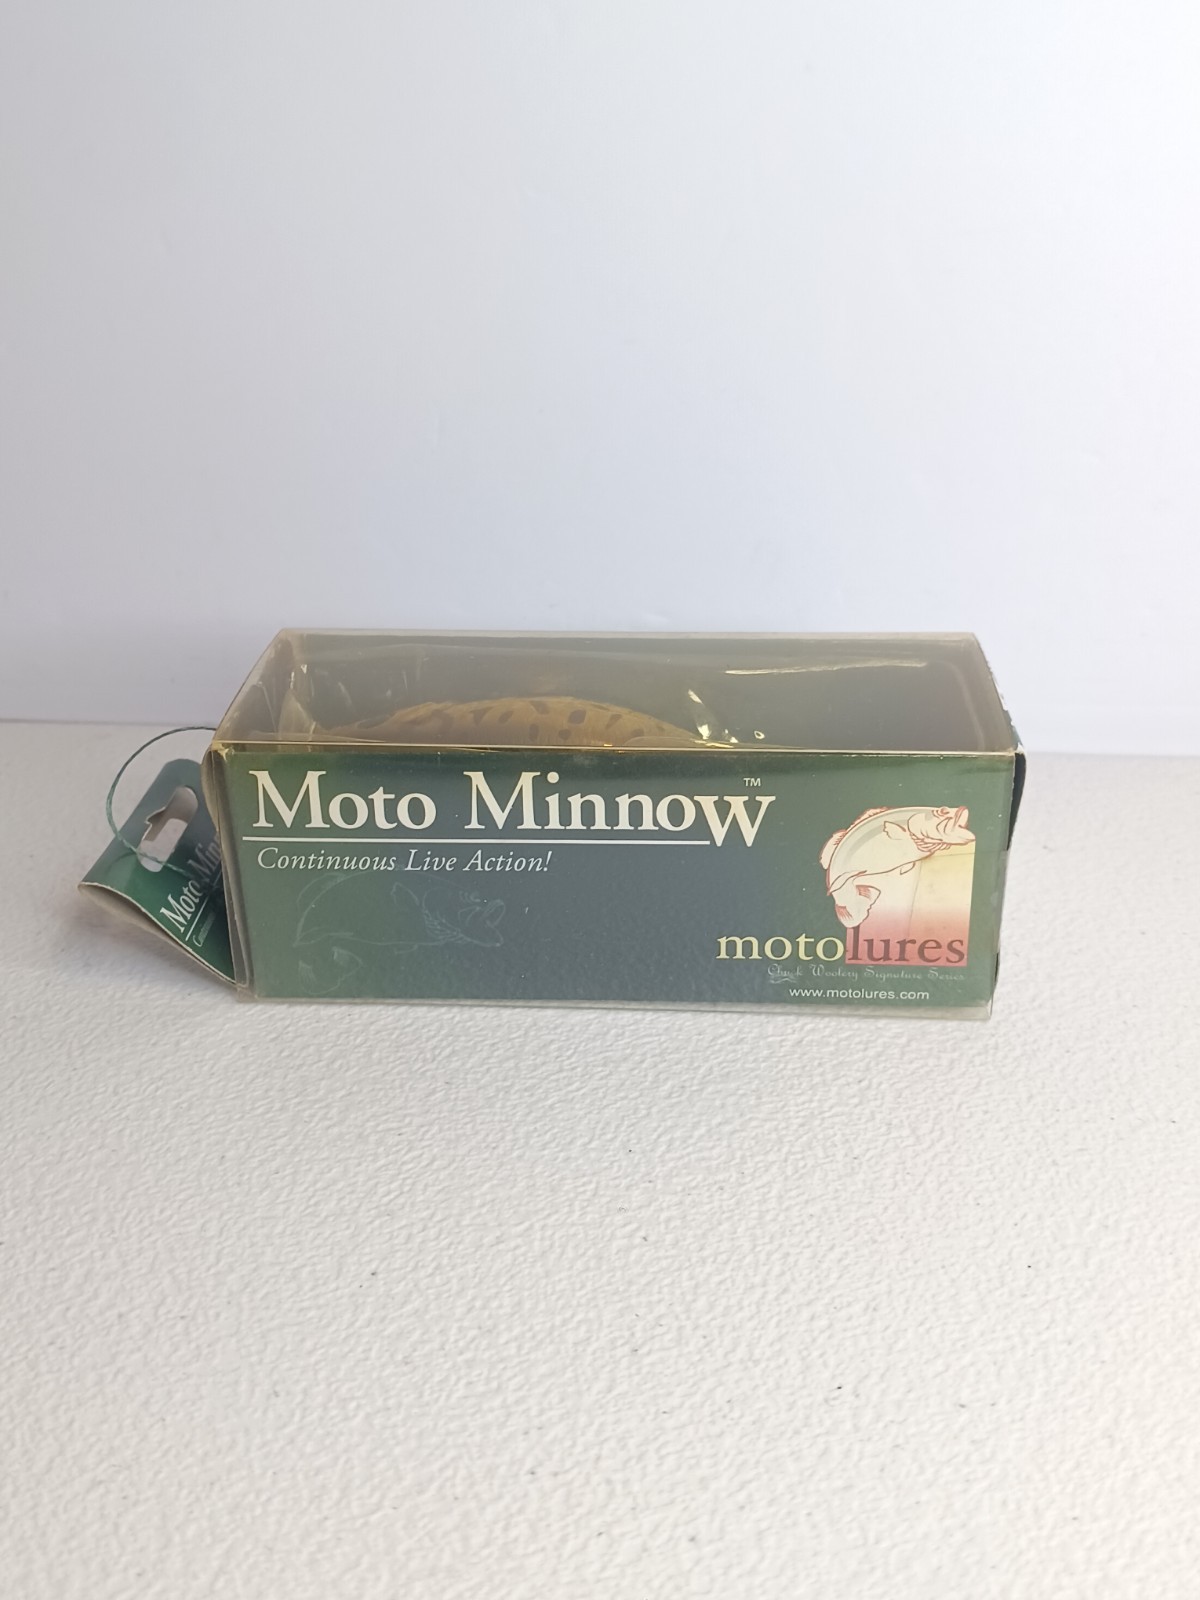 Moto Minnow™
Continuous Live Action!
motolures
Chuck Woolery Signature Series
www.motolures.com
Moto Min